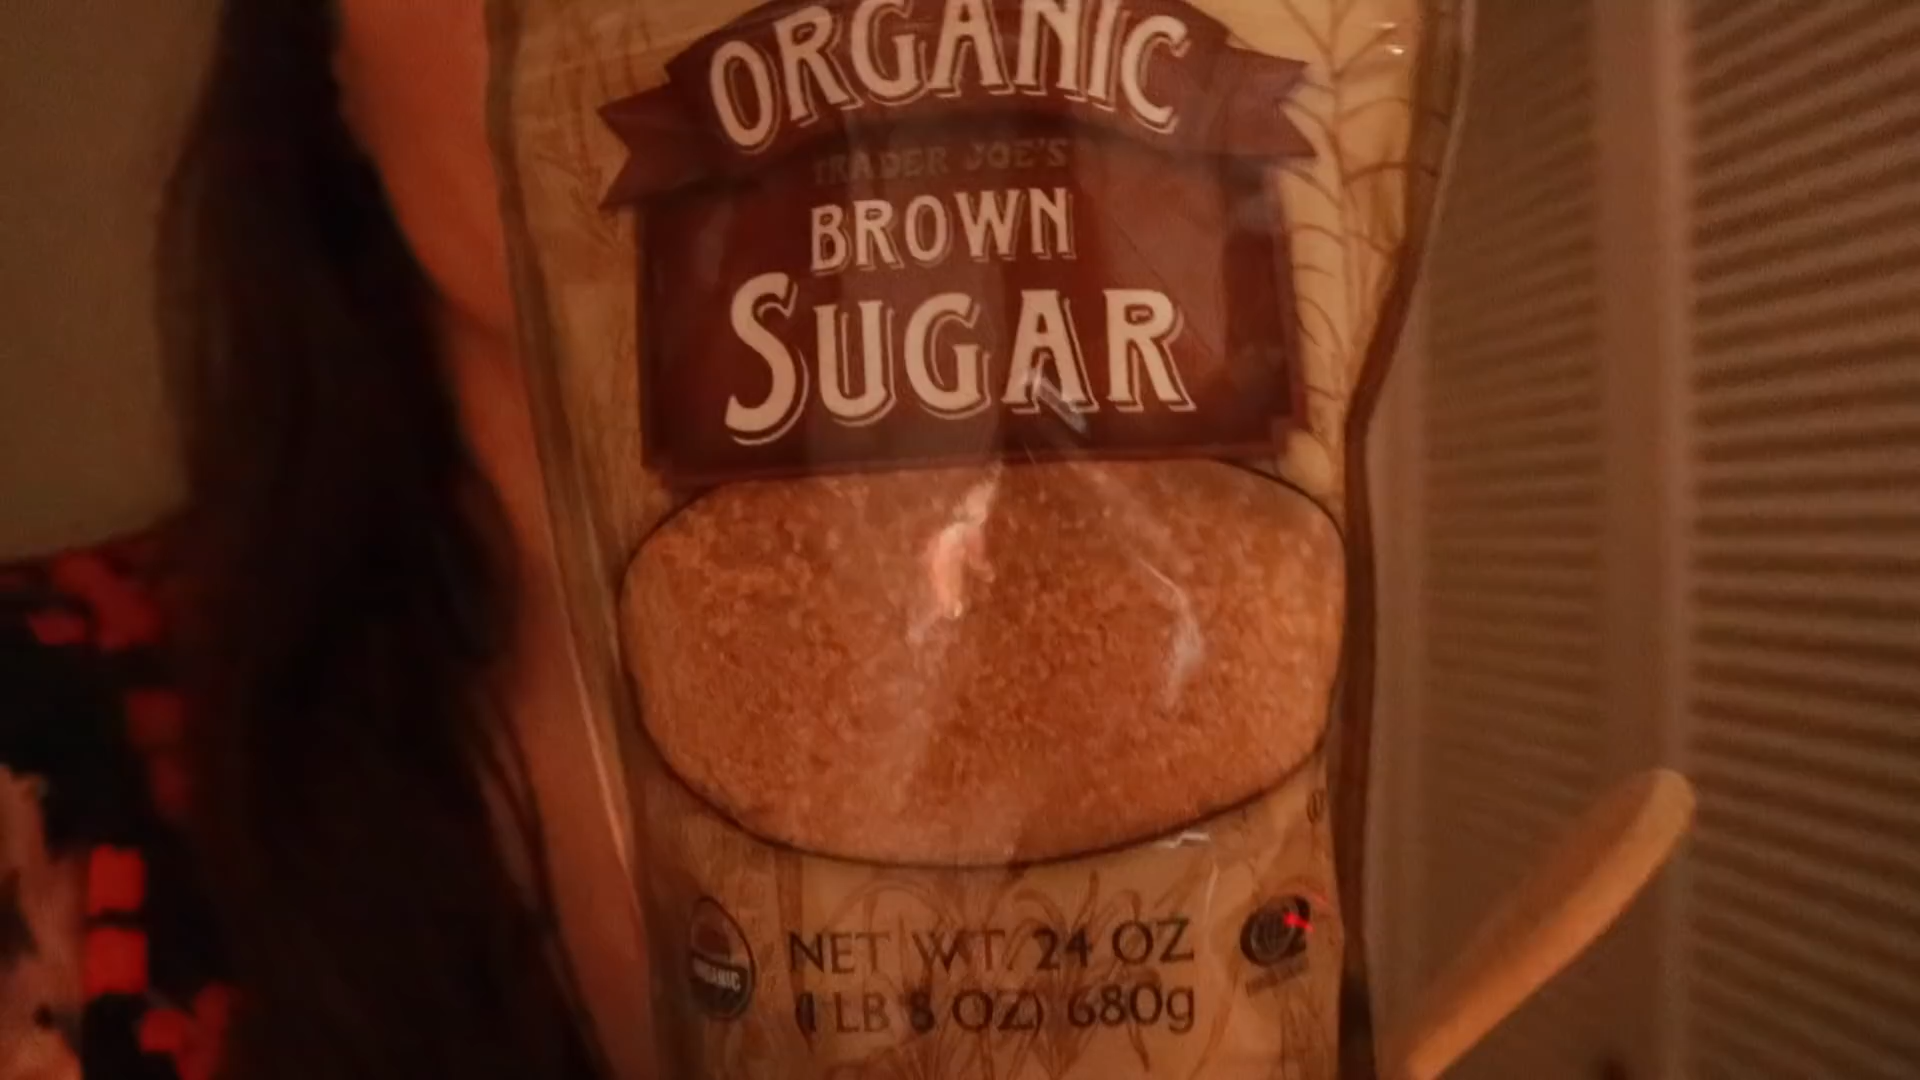 ORGANIC
TRADER JOE'S
BROWN
SUGAR
ORGANIC
NET WT. 24 OZ
(1 LB 8 OZ) 680g